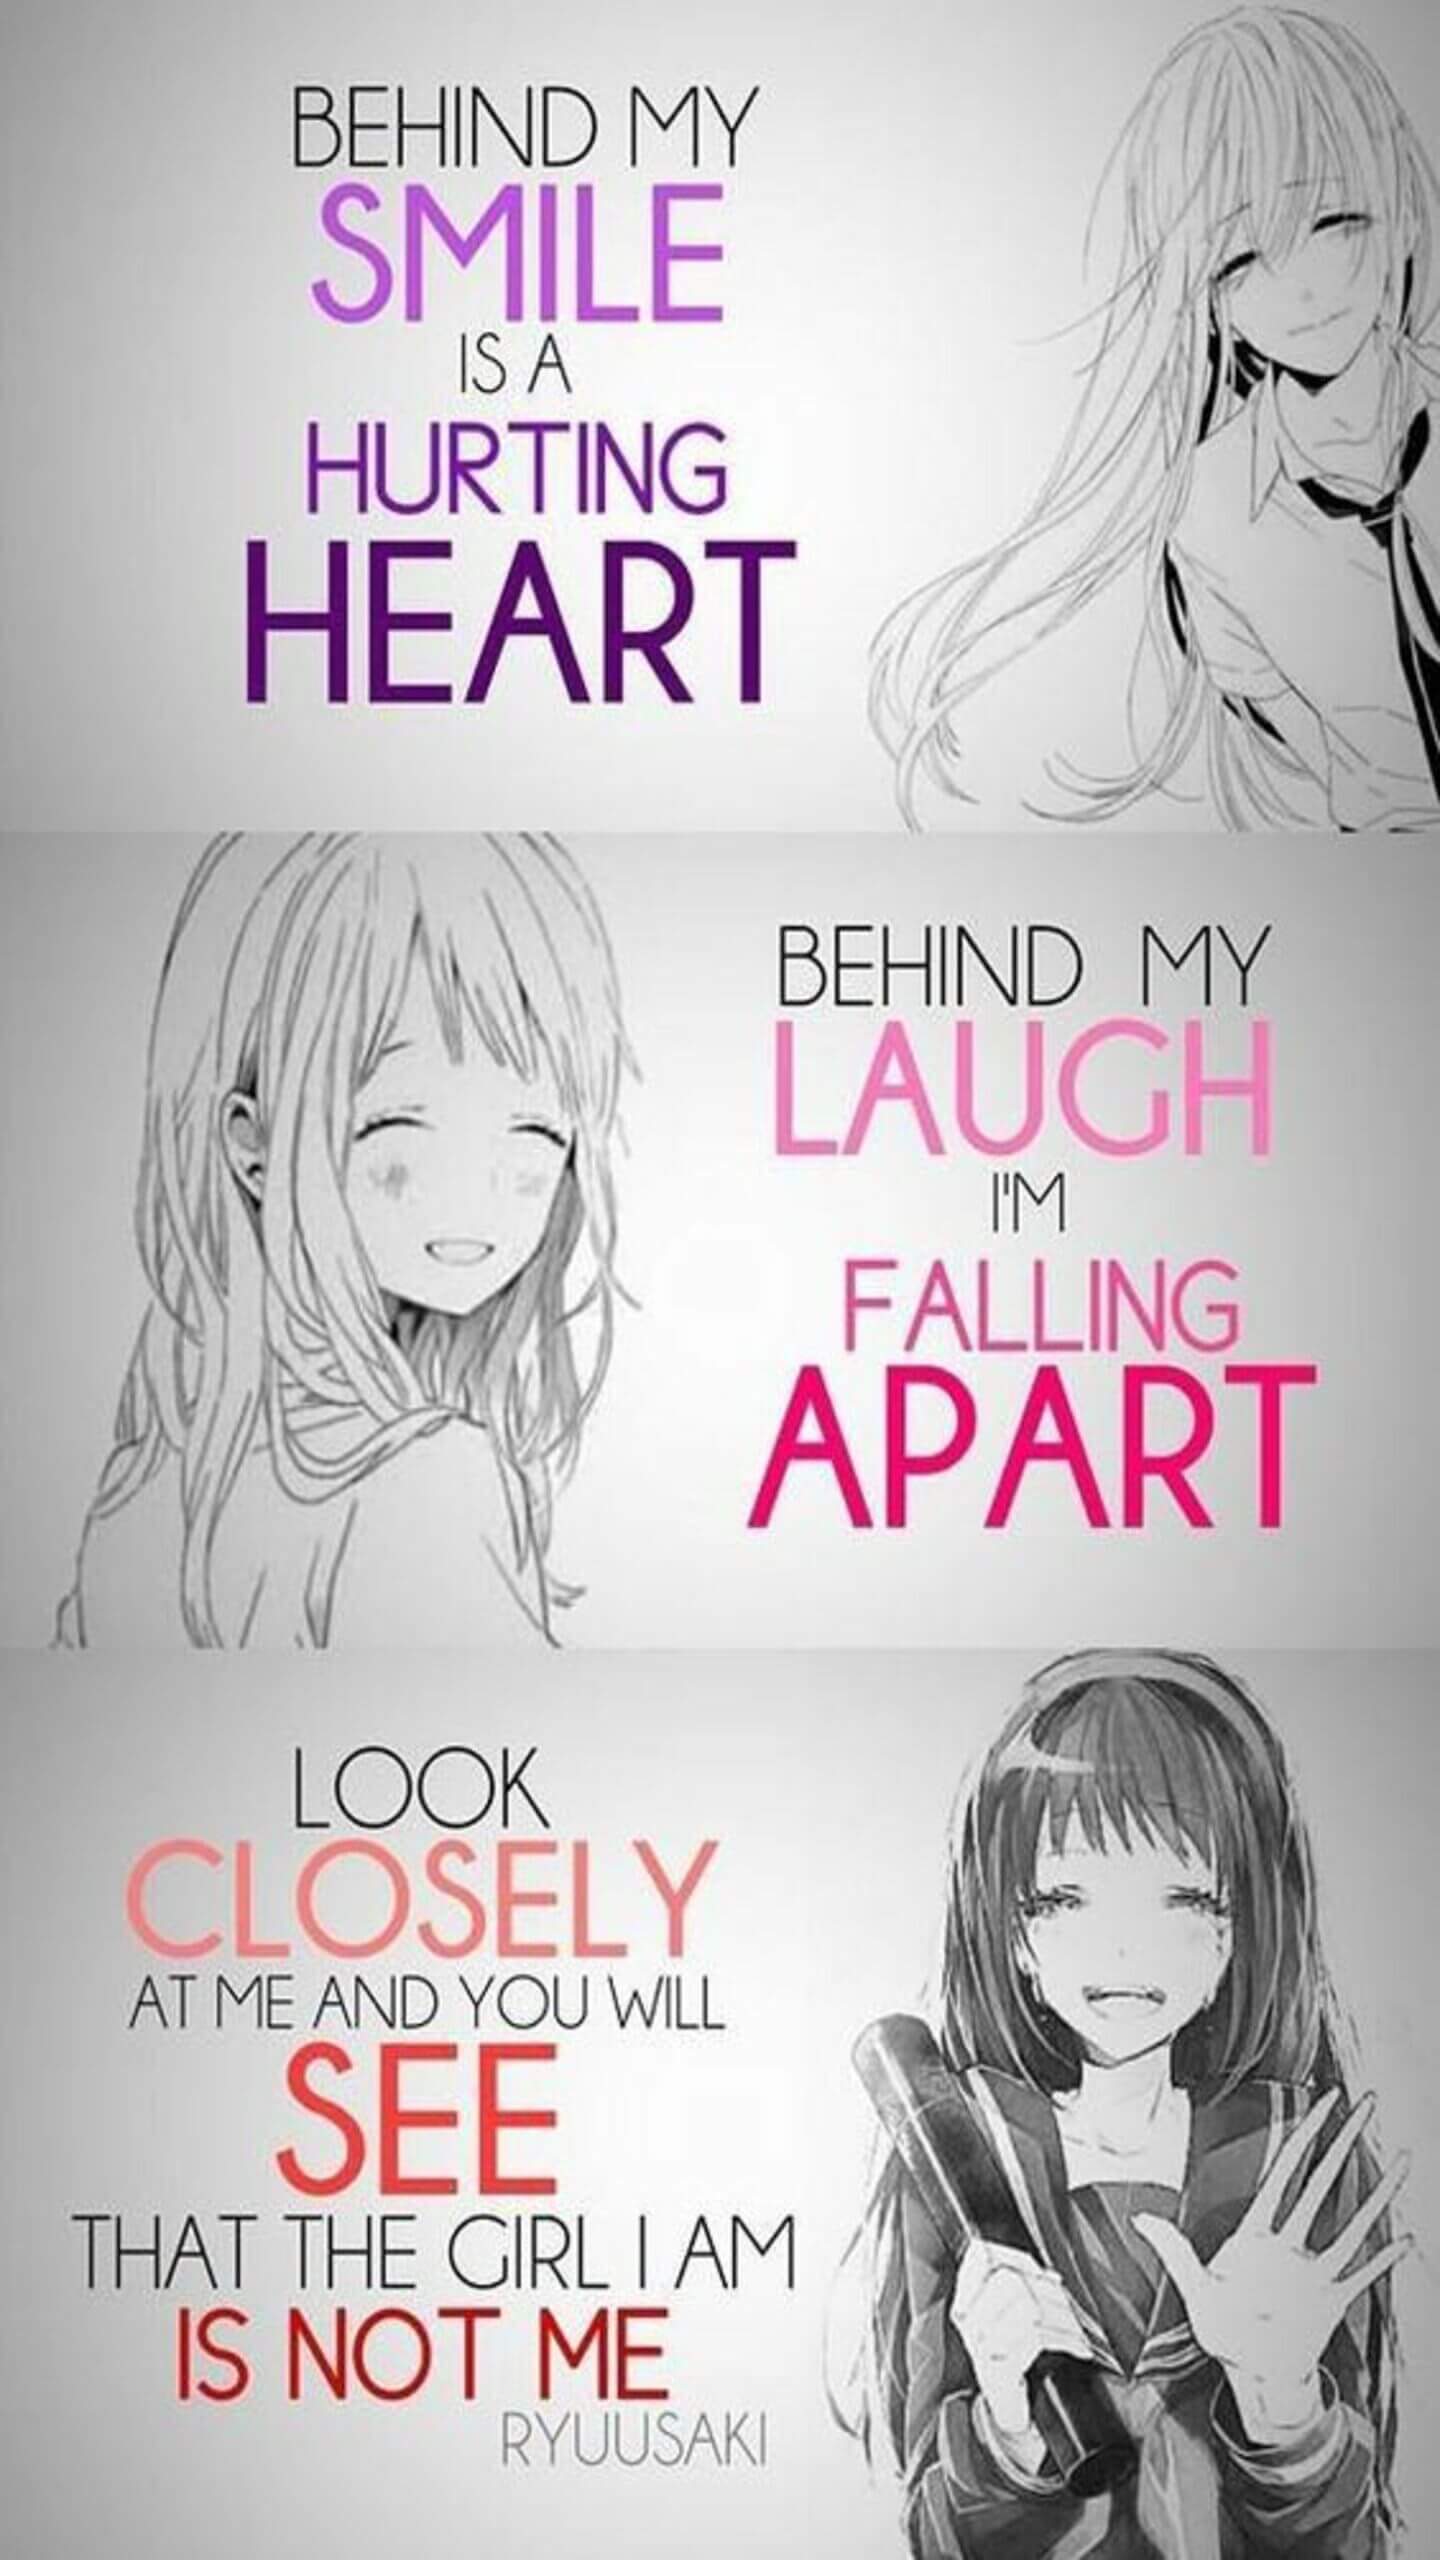 BEHIND MY
SMILE
IS A
HURTING
HEART
BEHIND MY
LAUGH
I'M
FALLING
APART
LOOK
CLOSELY
AT ME AND YOU WILL
SEE
THAT THE GIRL I AM
IS NOT ME
RYUUSAKI